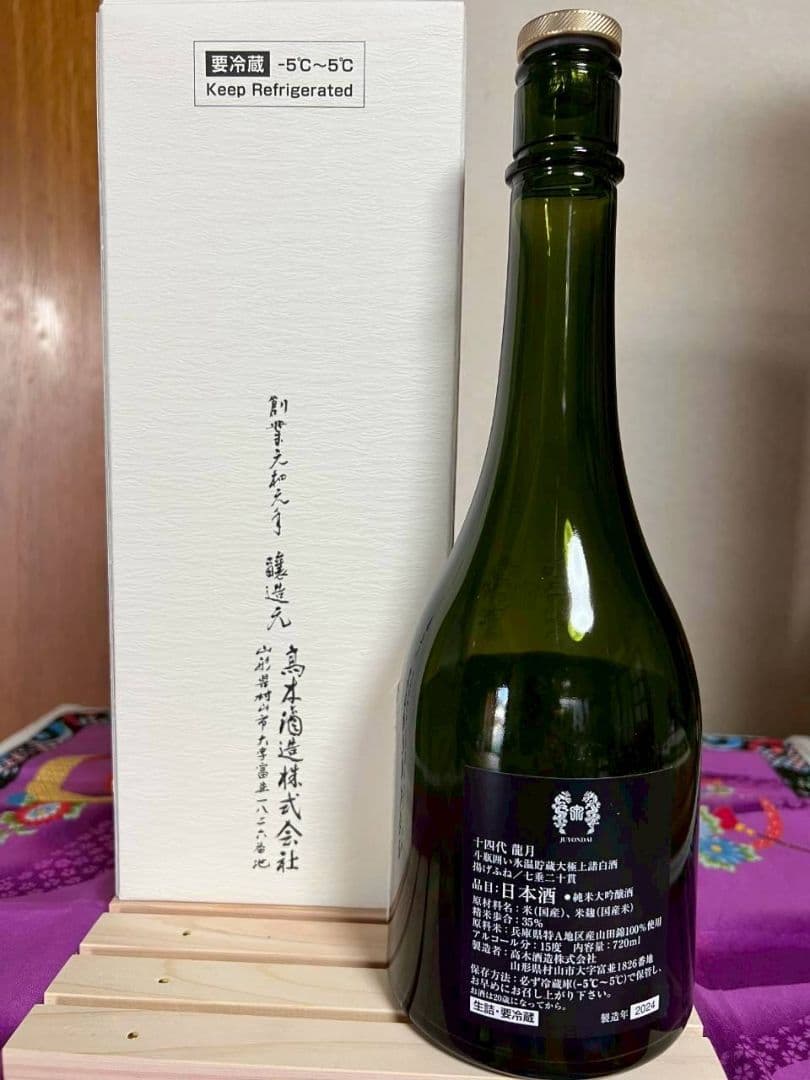 要冷蔵 -5℃～5℃
Keep Refrigerated
創業元和元年 醸造元
高木酒造株式会社
山形県村山市大字富並一八二六番地
JUYONDAI
十四代 龍月
斗瓶囲い氷温貯蔵大極上諸白酒
揚げふね／七垂二十貫
品目：日本酒 ●純米大吟醸酒
原材料名：米(国産)、米麹(国産米)
精米歩合：35％
原料米：兵庫県特A地区産山田錦100％使用
アルコール分：15度 内容量：720ml
製造者：高木酒造株式会社
山形県村山市大字富並1826番地
保存方法：必ず冷蔵庫(-5℃～5℃)で保管し、
お早めにお召し上がり下さい。
お酒は20歳になってから。
生詰・要冷蔵 製造年 2024